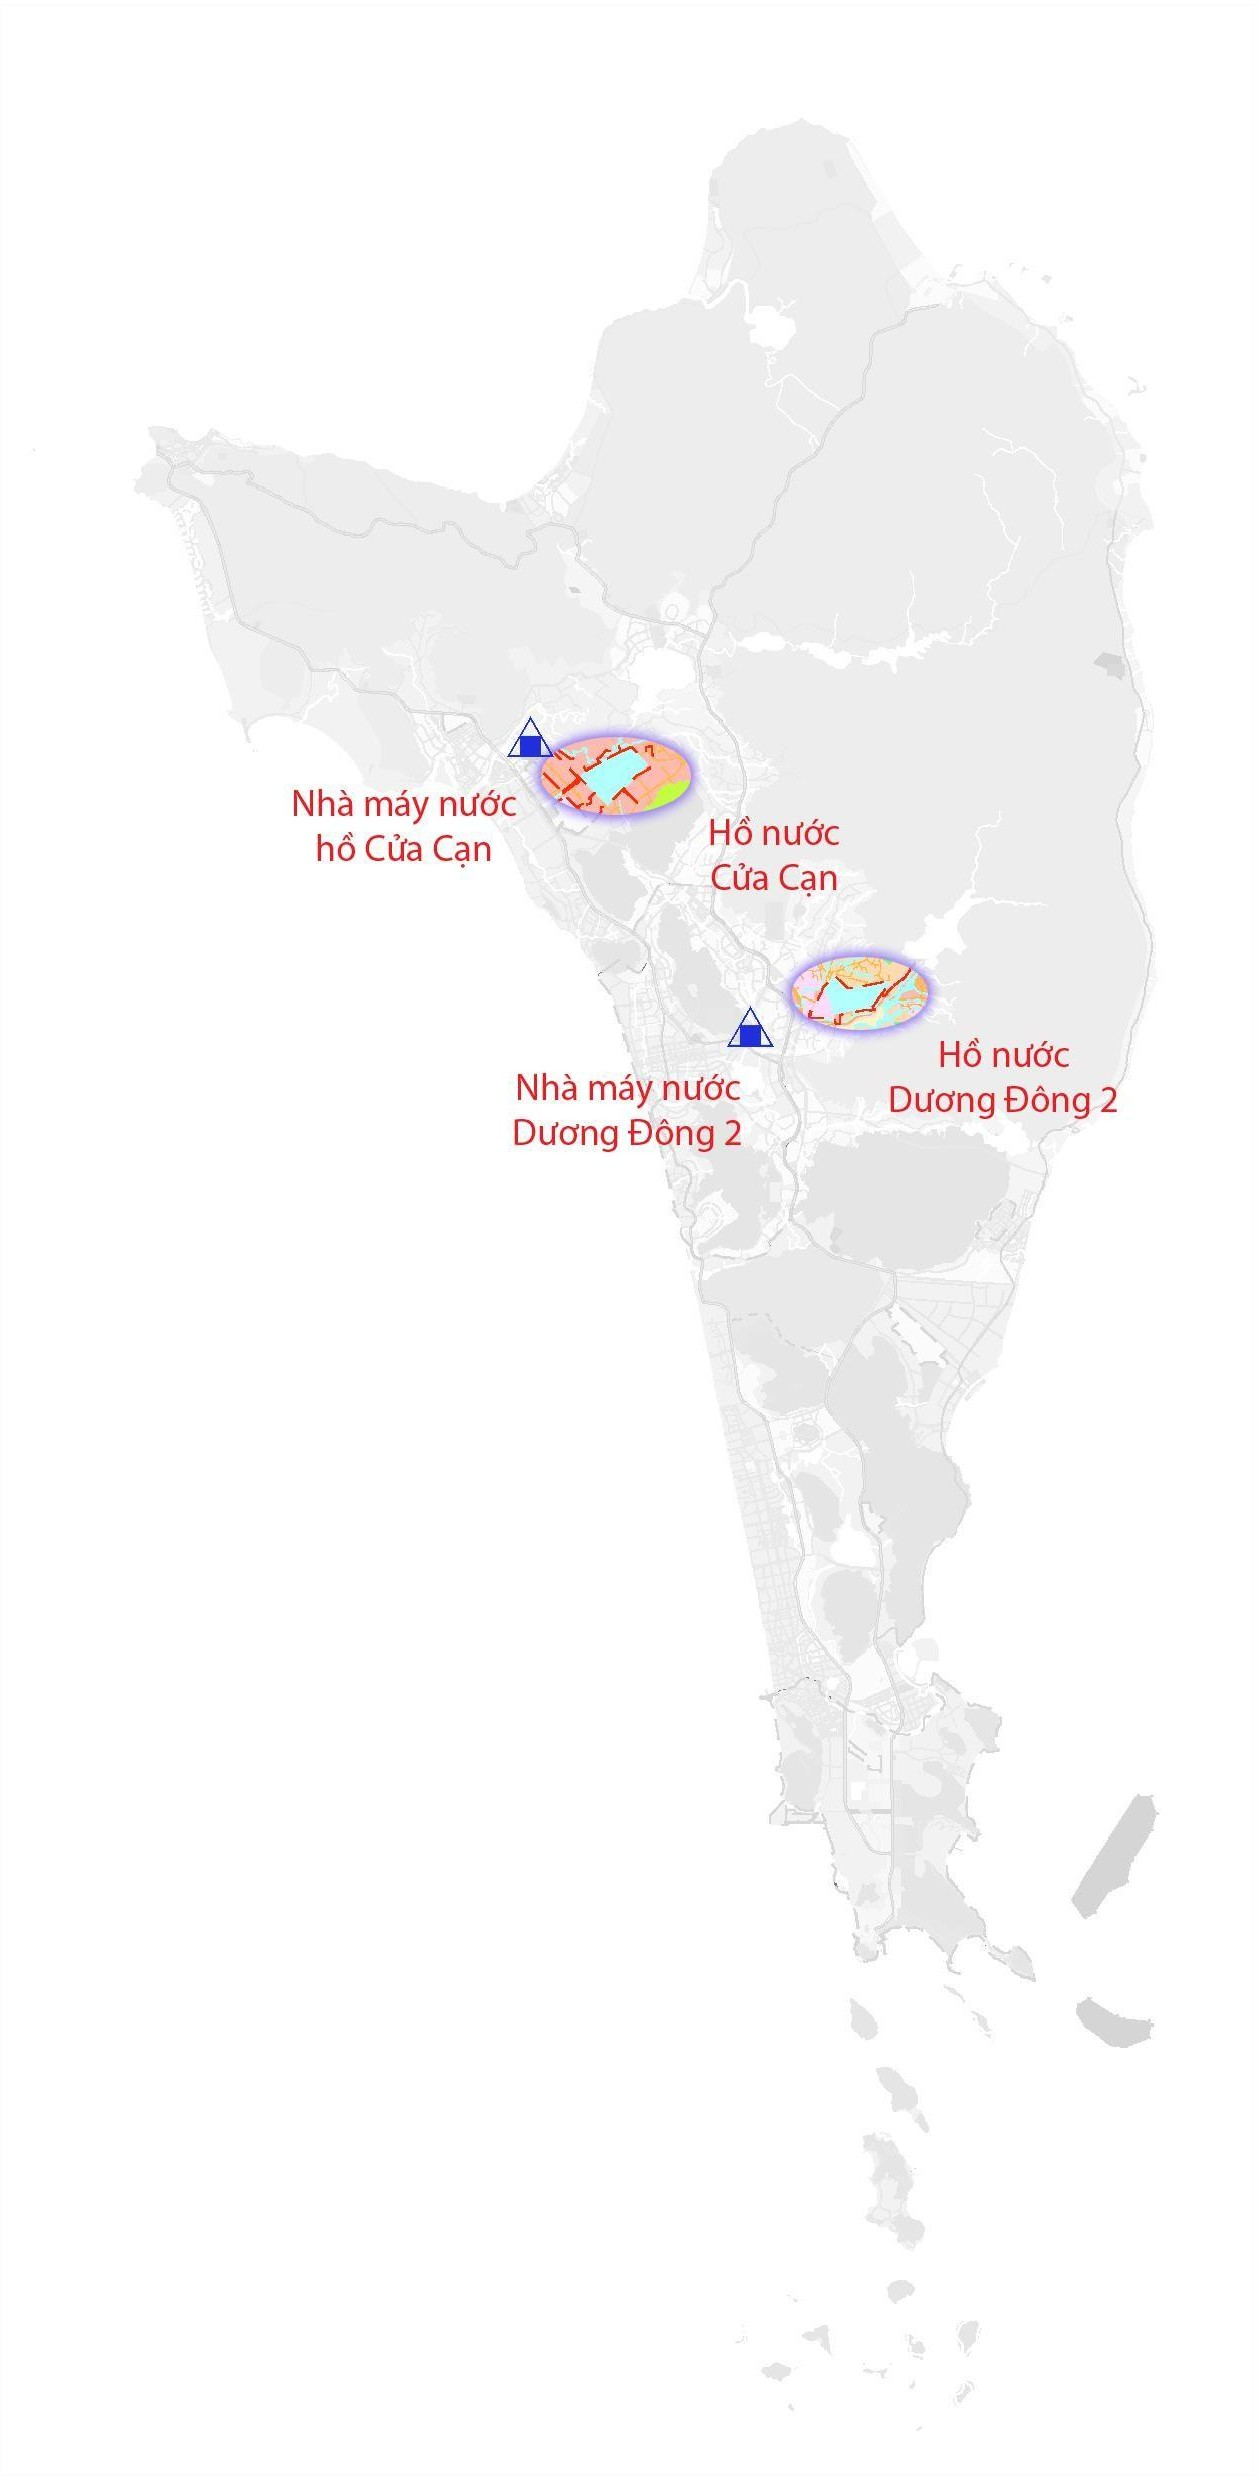 Nhà máy nước
hồ Cửa Cạn
Hồ nước
Cửa Cạn
Hồ nước
Dương Đông 2
Nhà máy nước
Dương Đông 2